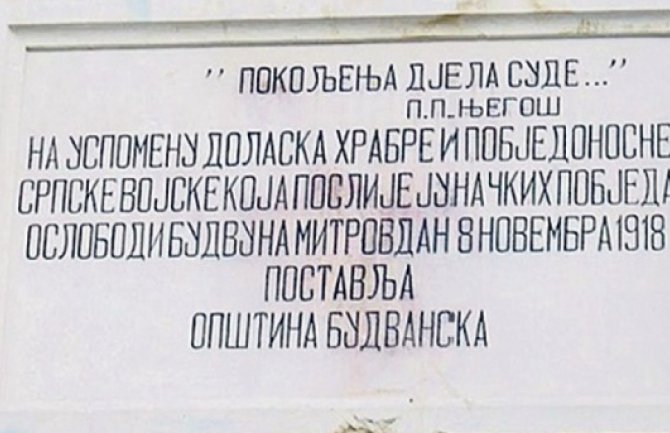 " ПОКОЉЕЊА ДЈЕЛА СУДЕ..."
П.П.ЊЕГОШ
НА УСПОМЕНУ ДОЛАСКА ХРАБРЕ И ПОБЈЕДОНОСНЕ
СРПСКЕ ВОЈСКЕ КОЈА ПОСЛИЈЕ ЈУНАЧКИХ ПОБЈЕДА
ОСЛОБОДИ БУДВУ НА МИТРОВДАН 8 НОВЕМБРА 1918
ПОСТАВЉА
ОПШТИНА БУДВАНСКА